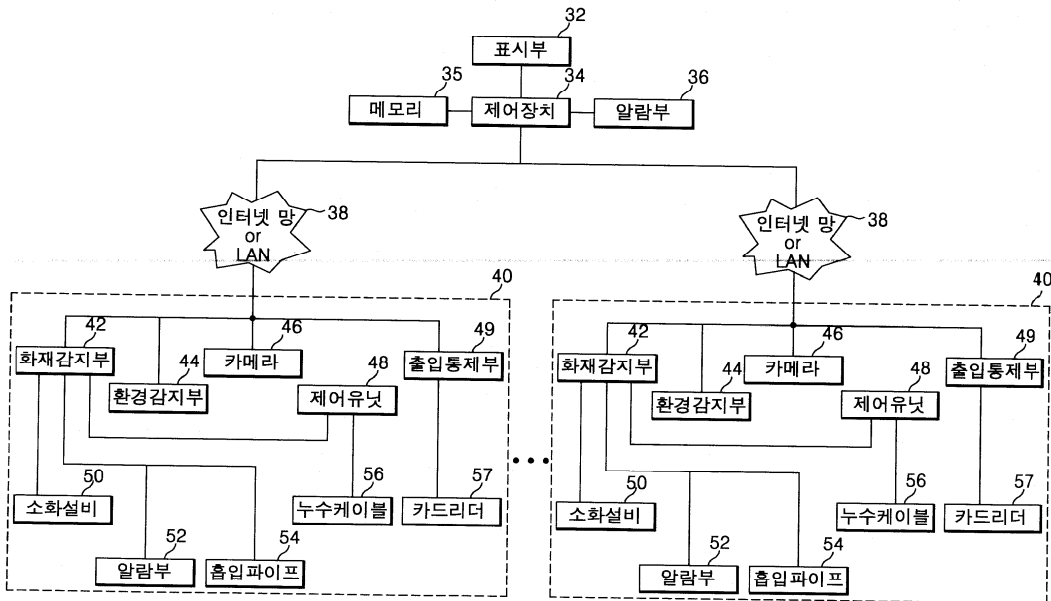 32
표시부
35
34
36
메모리
제어장치
알람부
인터넷 망
or
LAN
38
인터넷 망
or
LAN
38
40
42
46
49
화재감지부
카메라
출입통제부
44
48
환경감지부
제어유닛
50
56
57
소화설비
누수케이블
카드리더
52
54
알람부
흡입파이프
•••
40
42
46
49
화재감지부
카메라
출입통제부
44
48
환경감지부
제어유닛
50
56
57
소화설비
누수케이블
카드리더
52
54
알람부
흡입파이프